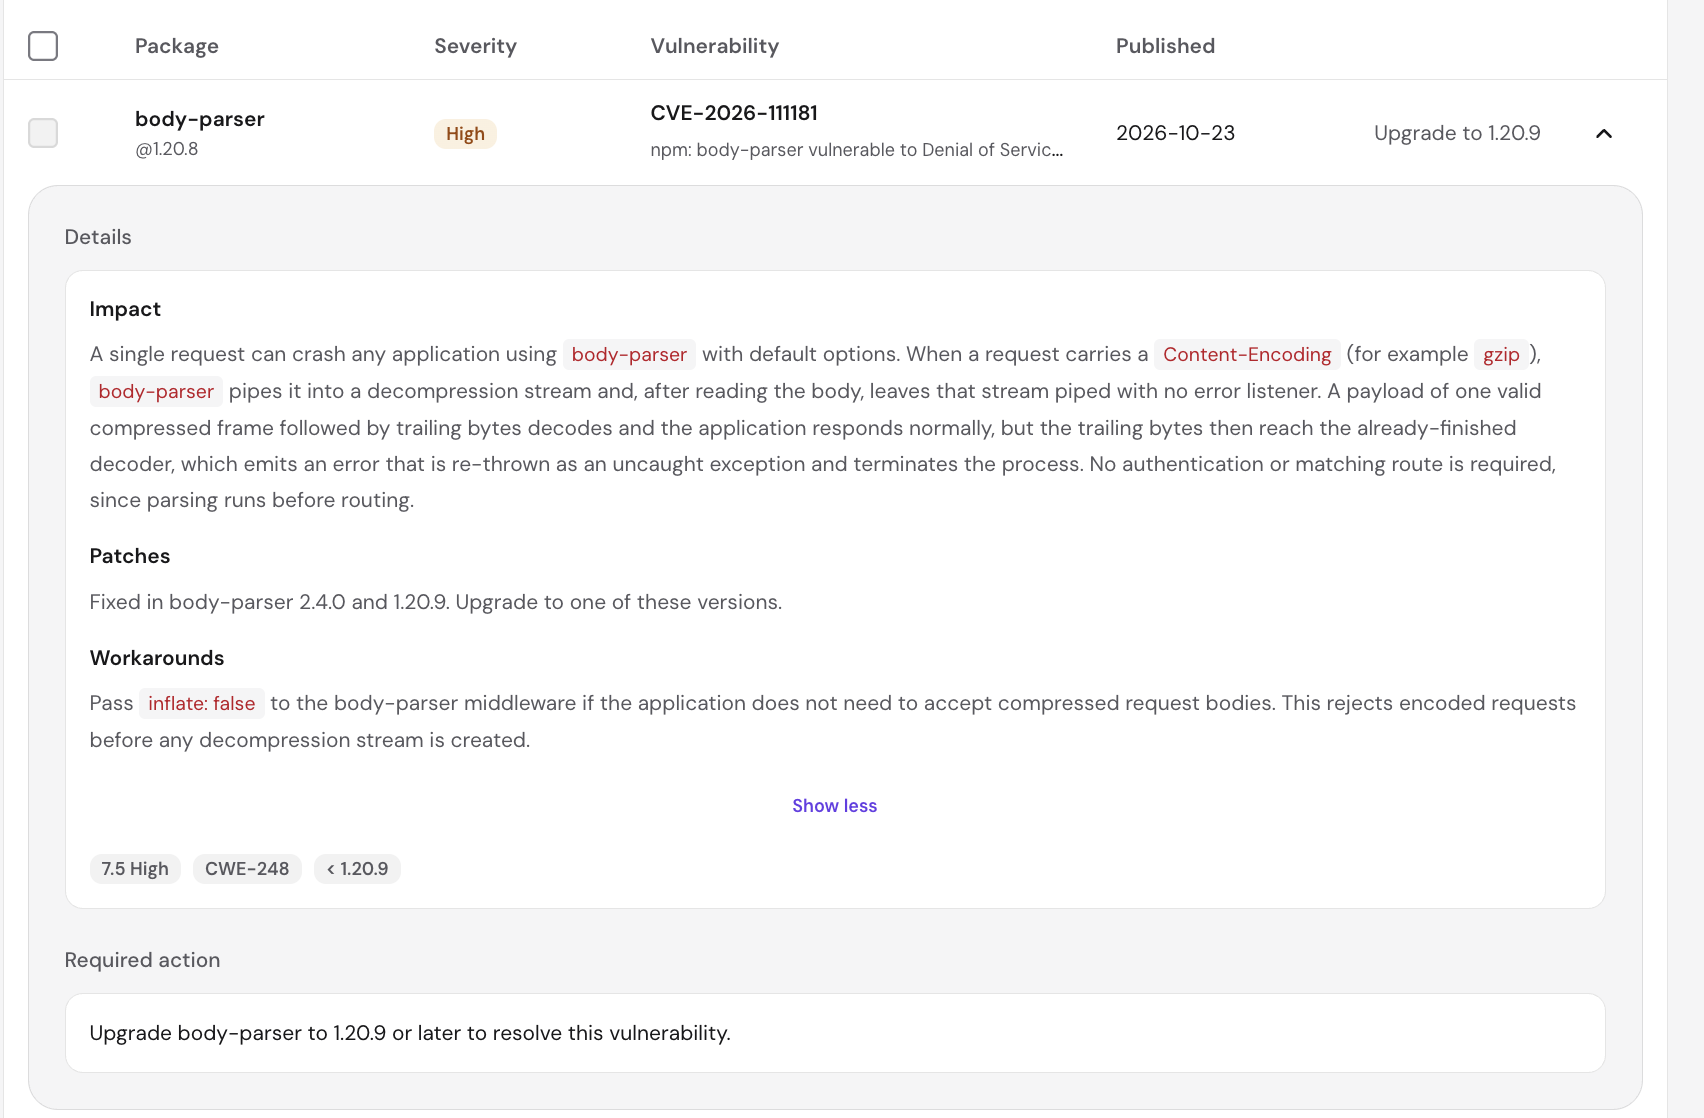 Package Severity Vulnerability Published
body-parser
@1.20.8
High
CVE-2026-111181
npm: body-parser vulnerable to Denial of Servic...
2026-10-23
Upgrade to 1.20.9
Details
Impact
A single request can crash any application using body-parser with default options. When a request carries a Content-Encoding (for example gzip ),
body-parser pipes it into a decompression stream and, after reading the body, leaves that stream piped with no error listener. A payload of one valid
compressed frame followed by trailing bytes decodes and the application responds normally, but the trailing bytes then reach the already-finished
decoder, which emits an error that is re-thrown as an uncaught exception and terminates the process. No authentication or matching route is required,
since parsing runs before routing.
Patches
Fixed in body-parser 2.4.0 and 1.20.9. Upgrade to one of these versions.
Workarounds
Pass inflate: false to the body-parser middleware if the application does not need to accept compressed request bodies. This rejects encoded requests
before any decompression stream is created.
Show less
7.5 High CWE-248 < 1.20.9
Required action
Upgrade body-parser to 1.20.9 or later to resolve this vulnerability.